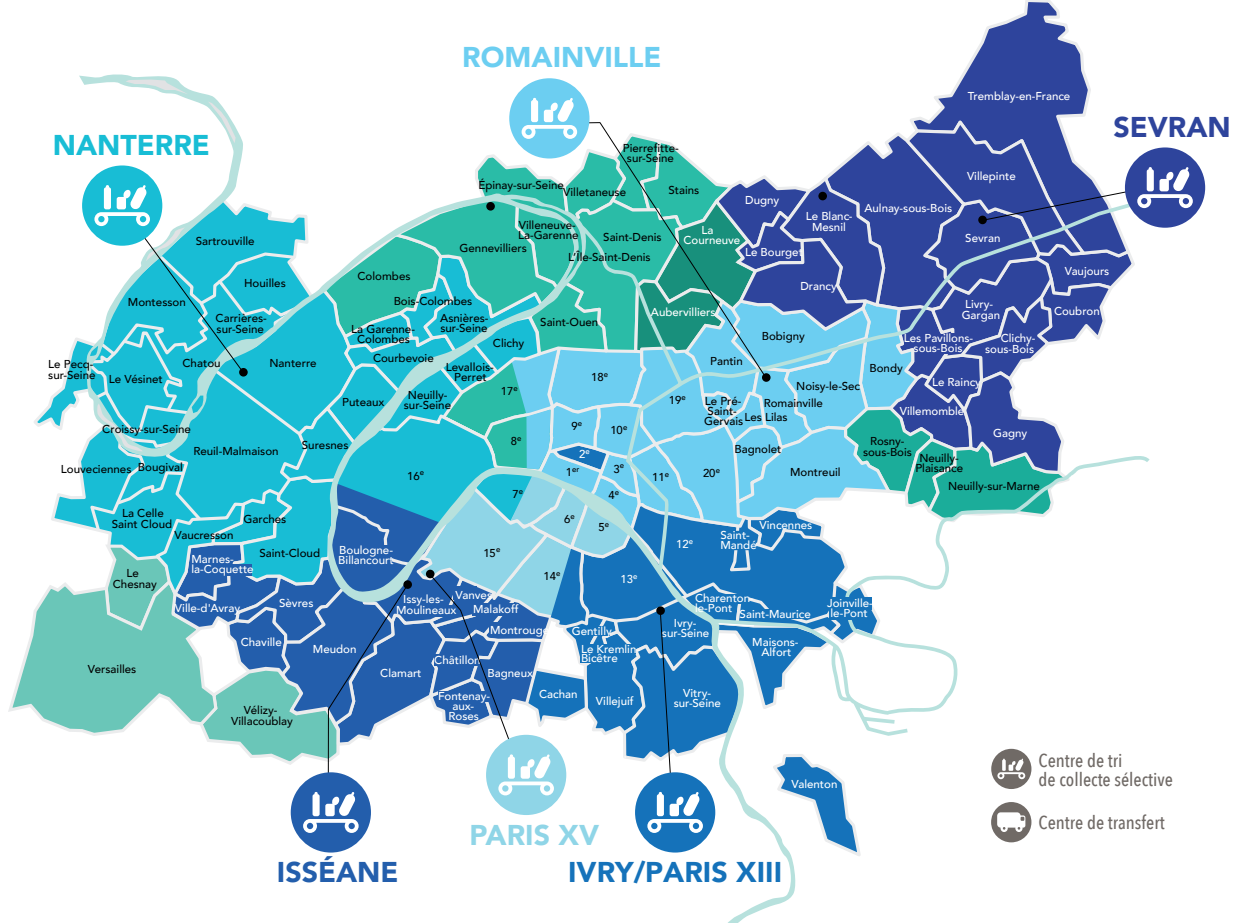 ROMAINVILLE
NANTERRE
SEVRAN
Tremblay-en-France
Villepinte
Pierrefitte-
sur-Seine
Épinay-sur-Seine
Villetaneuse
Stains
Dugny
Le Blanc-
Mesnil
Aulnay-sous-Bois
Sevran
Villeneuve-
La-Garenne
Saint-Denis
La
Courneuve
Gennevilliers
L'Île-Saint-Denis
Le Bourget
Sartrouville
Houilles
Colombes
Drancy
Vaujours
Montesson
Bois-Colombes
Aubervilliers
Livry-
Gargan
Coubron
Carrières-
sur-Seine
Asnières-
sur-Seine
Saint-Ouen
La Garenne-
Colombes
Clichy
Bobigny
Les Pavillons-
sous-Bois
Clichy-
sous-Bois
Le Pecq-
sur-Seine
Chatou
Nanterre
Courbevoie
Levallois-
Perret
Pantin
Bondy
Le Vésinet
18e
17e
Noisy-le-Sec
Le Raincy
Puteaux
Neuilly-
sur-Seine
19e
Le Pré-
Saint-
Gervais
Romainville
Les Lilas
Villemomble
Croissy-sur-Seine
8e
9e
10e
Gagny
Reuil-Malmaison
Suresnes
2e
Bagnolet
Rosny-
sous-Bois
Neuilly-
Plaisance
Louveciennes
Bougival
16e
1er
3e
11e
20e
Montreuil
Neuilly-sur-Marne
7e
4e
La Celle
Saint Cloud
Garches
6e
5e
Vaucresson
Saint-Cloud
Boulogne-
Billancourt
15e
12e
Saint-
Mandé
Vincennes
Marnes-
la-Coquette
Le
Chesnay
14e
13e
Ville-d'Avray
Sèvres
Issy-les-
Moulineaux
Vanves
Malakoff
Charenton
le-Pont
Saint-Maurice
Joinville-
le-Pont
Montroug
Gentilly
Ivry-
sur-Seine
Chaville
Meudon
Le Kremlin
Bicêtre
Maisons-
Alfort
Versailles
Clamart
Châtillon
Bagneux
Fontenay-
aux-
Roses
Cachan
Villejuif
Vitry-
sur-Seine
Vélizy-
Villacoublay
Valenton
PARIS XV
ISSÉANE
IVRY/PARIS XIII
Centre de tri
de collecte sélective
Centre de transfert